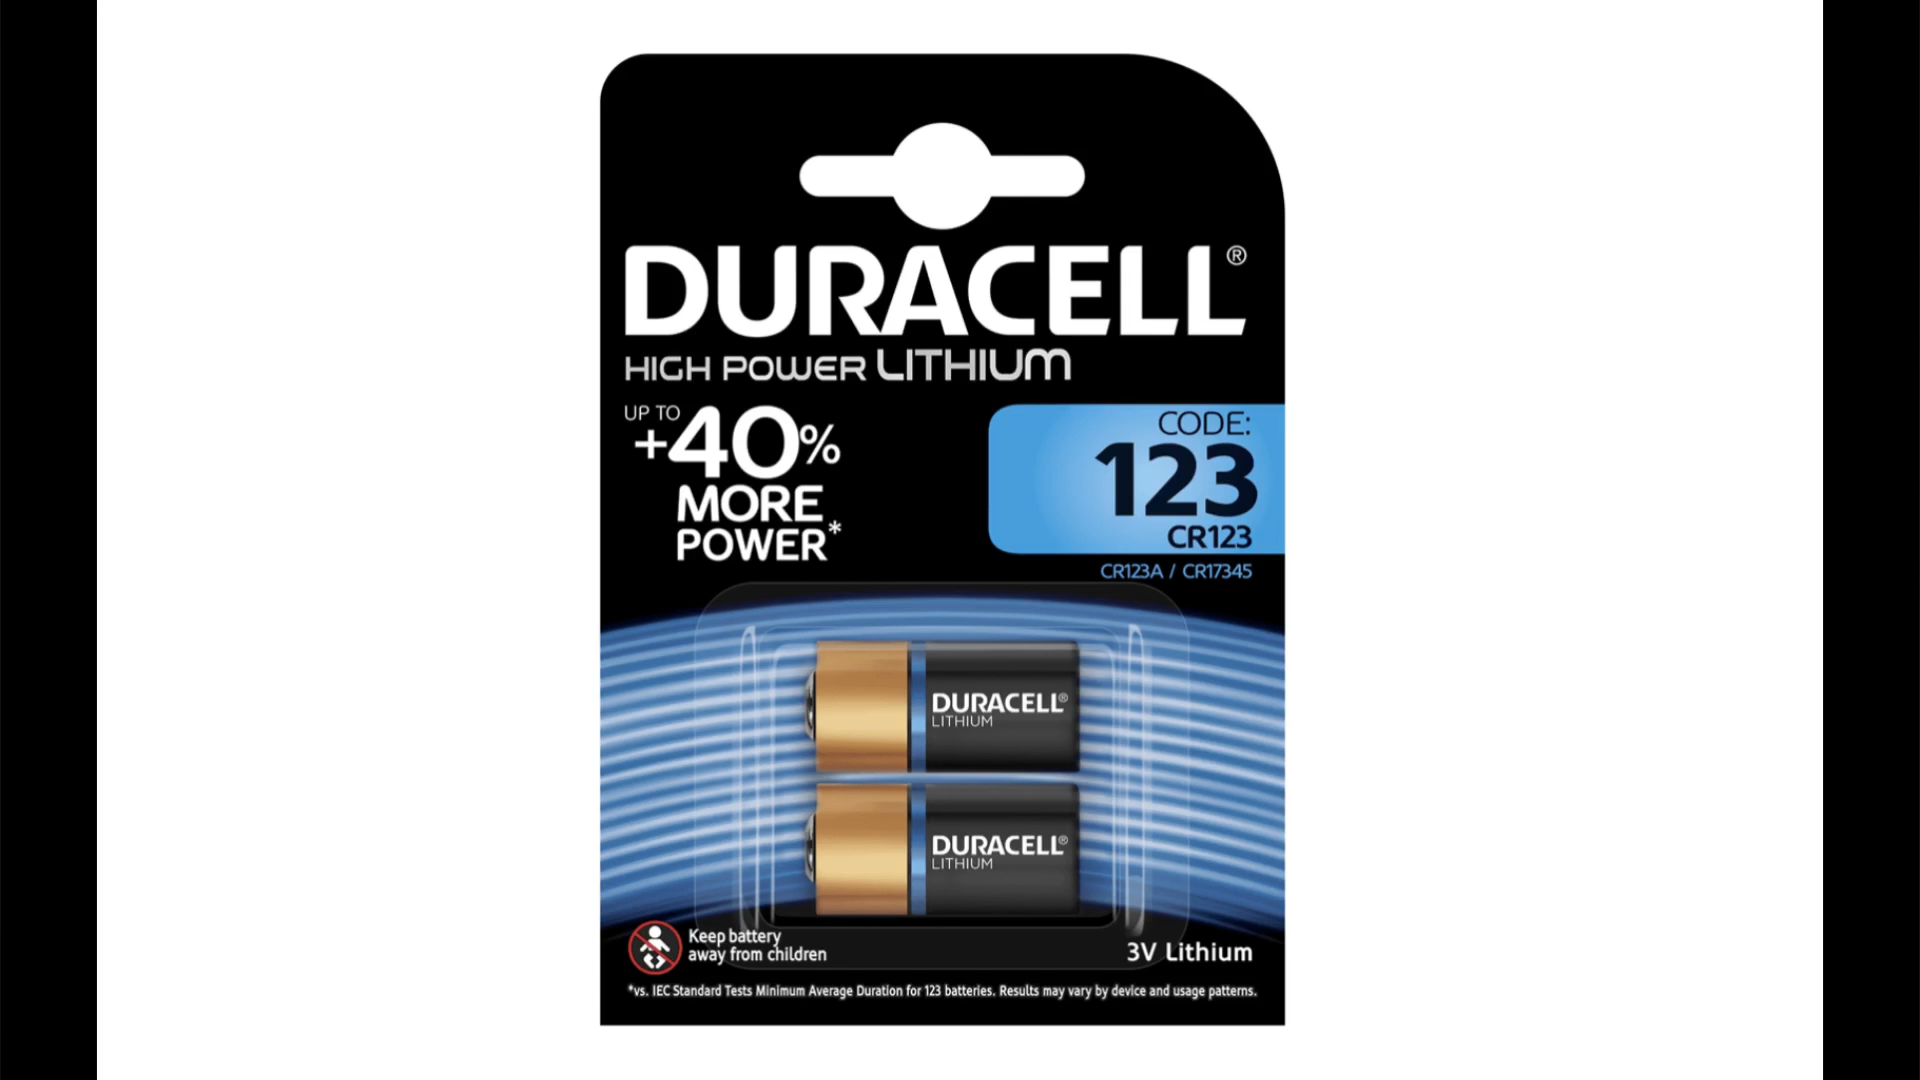 DURACELL®
HIGH POWER LITHIUM
UP TO
+40%
MORE
POWER*
CODE:
123
CR123
CR123A / CR17345
DURACELL®
LITHIUM
DURACELL®
LITHIUM
Keep battery
away from children
3V Lithium
*vs. IEC Standard Tests Minimum Average Duration for 123 batteries. Results may vary by device and usage patterns.